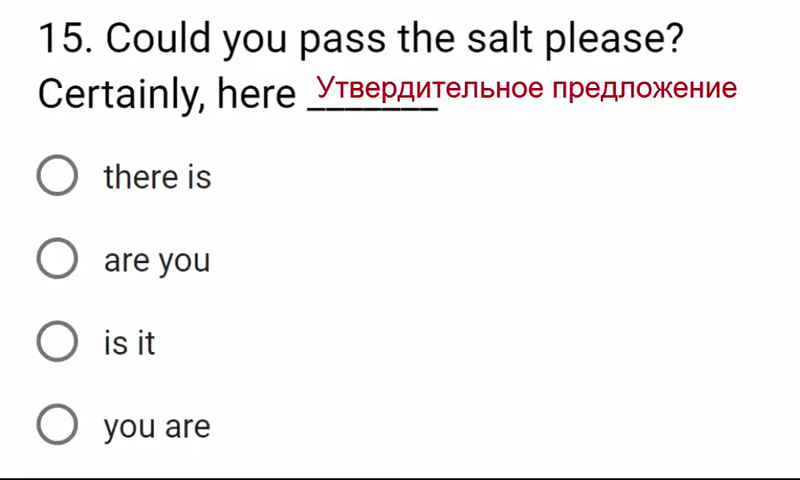 15. Could you pass the salt please?
Certainly, here _______ Утвердительное предложение
there is
are you
is it
you are